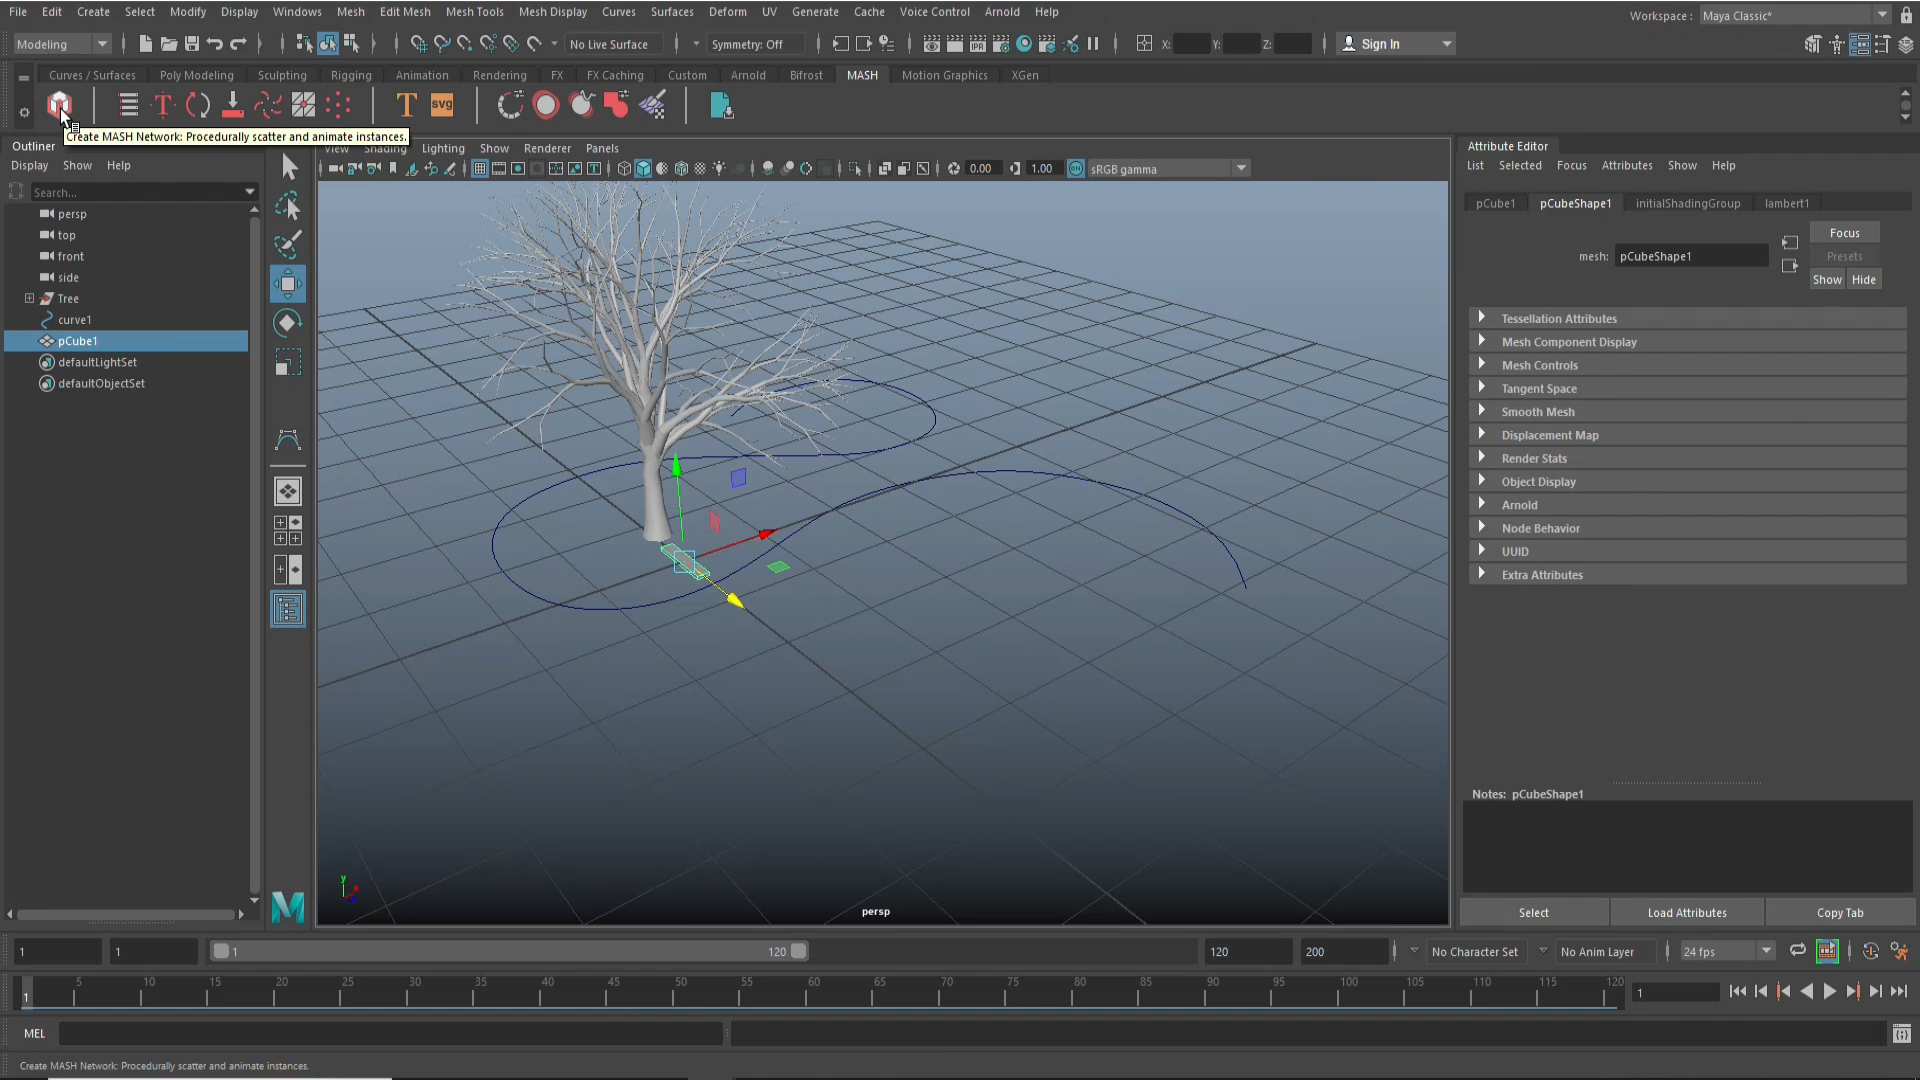 File Edit Create Select Modify Display Windows Mesh Edit Mesh Mesh Tools Mesh Display Curves Surfaces Deform UV Generate Cache Voice Control Arnold Help
Workspace : Maya Classic*
Modeling No Live Surface Symmetry: Off IPR X: Y: Z: Sign In
Curves / Surfaces Poly Modeling Sculpting Rigging Animation Rendering FX FX Caching Custom Arnold Bifrost MASH Motion Graphics XGen
T T svg
Create MASH Network: Procedurally scatter and animate instances.
Outliner
View Shading Lighting Show Renderer Panels
Display Show Help
0.00 1.00 sRGB gamma
Search...
persp
top
front
side
Tree
curve1
pCube1
defaultLightSet
defaultObjectSet
y
persp
Attribute Editor
List Selected Focus Attributes Show Help
pCube1 pCubeShape1 initialShadingGroup lambert1
Focus
mesh: pCubeShape1
Presets
Show Hide
Tessellation Attributes
Mesh Component Display
Mesh Controls
Tangent Space
Smooth Mesh
Displacement Map
Render Stats
Object Display
Arnold
Node Behavior
UUID
Extra Attributes
Notes: pCubeShape1
Select Load Attributes Copy Tab
1 1 1 120 120 200 No Character Set No Anim Layer 24 fps
5 10 15 20 25 30 35 40 45 50 55 60 65 70 75 80 85 90 95 100 105 110 115 120
1 1
MEL
Create MASH Network: Procedurally scatter and animate instances.